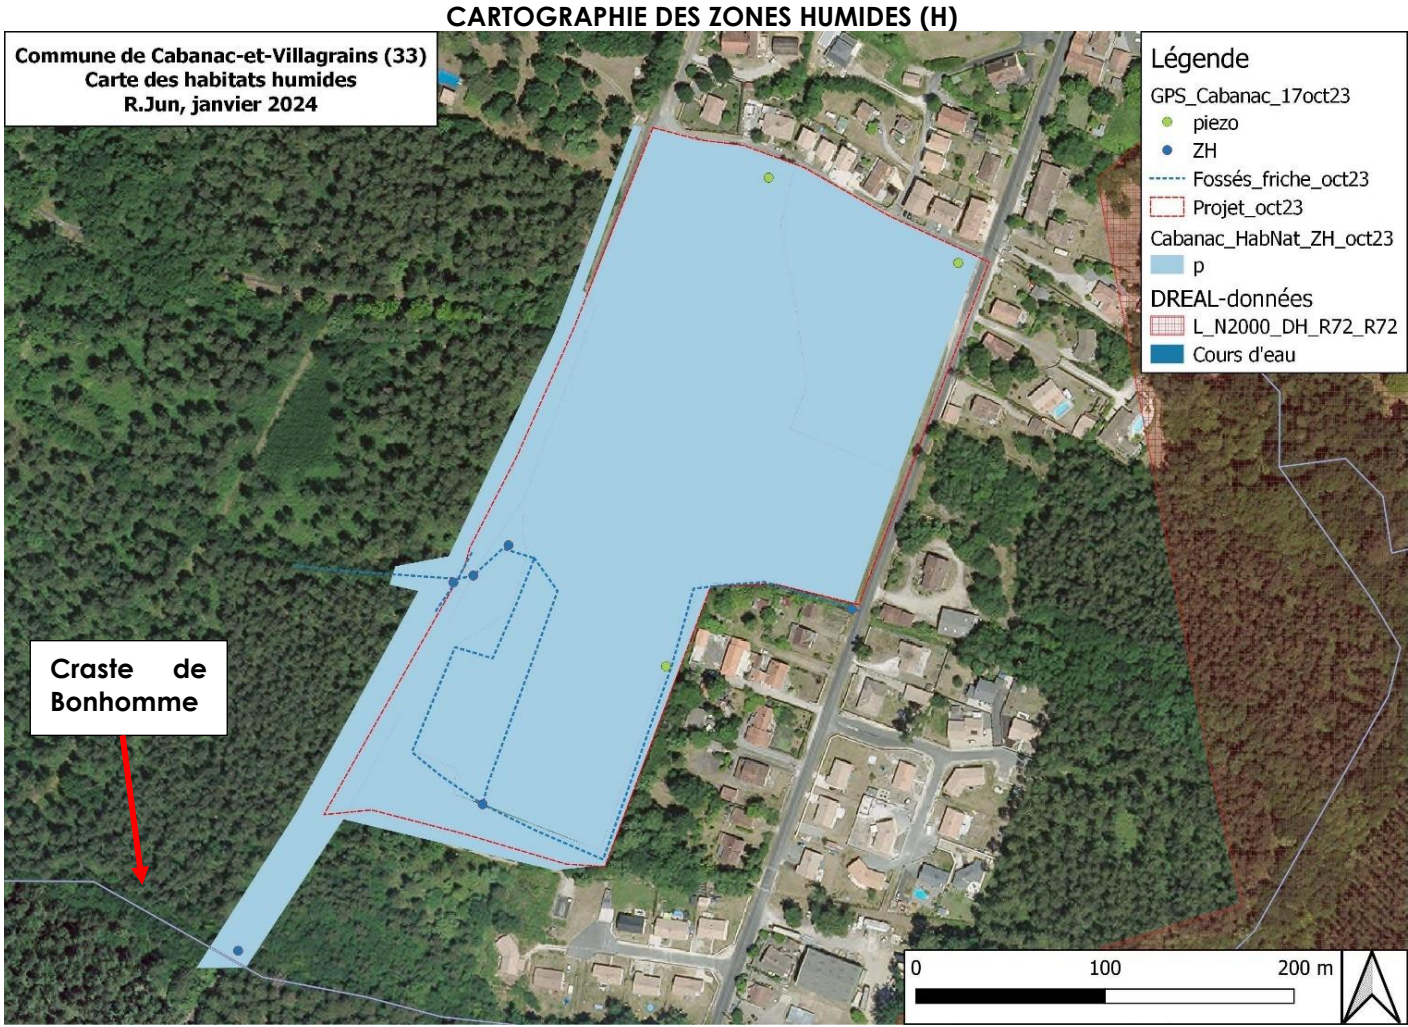 CARTOGRAPHIE DES ZONES HUMIDES (H)
Commune de Cabanac-et-Villagrains (33)
Carte des habitats humides
R.Jun, janvier 2024
Légende
GPS_Cabanac_17oct23
piezo
ZH
Fossés_friche_oct23
Projet_oct23
Cabanac_HabNat_ZH_oct23
p
DREAL-données
L_N2000_DH_R72_R72
Cours d'eau
Craste de
Bonhomme
0 100 200 m